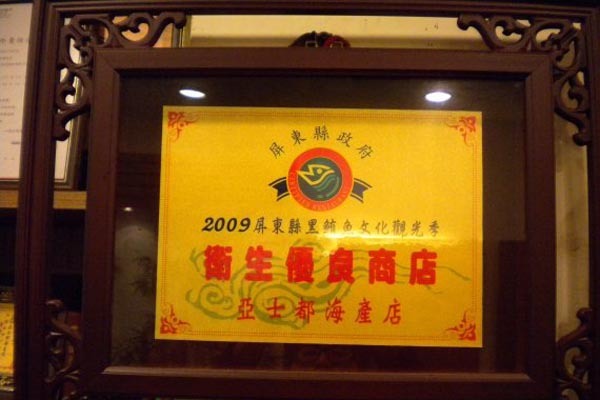 屏東縣政府
2009屏東縣黑鮪魚文化觀光季
衛生優良商店
亞士都海產店